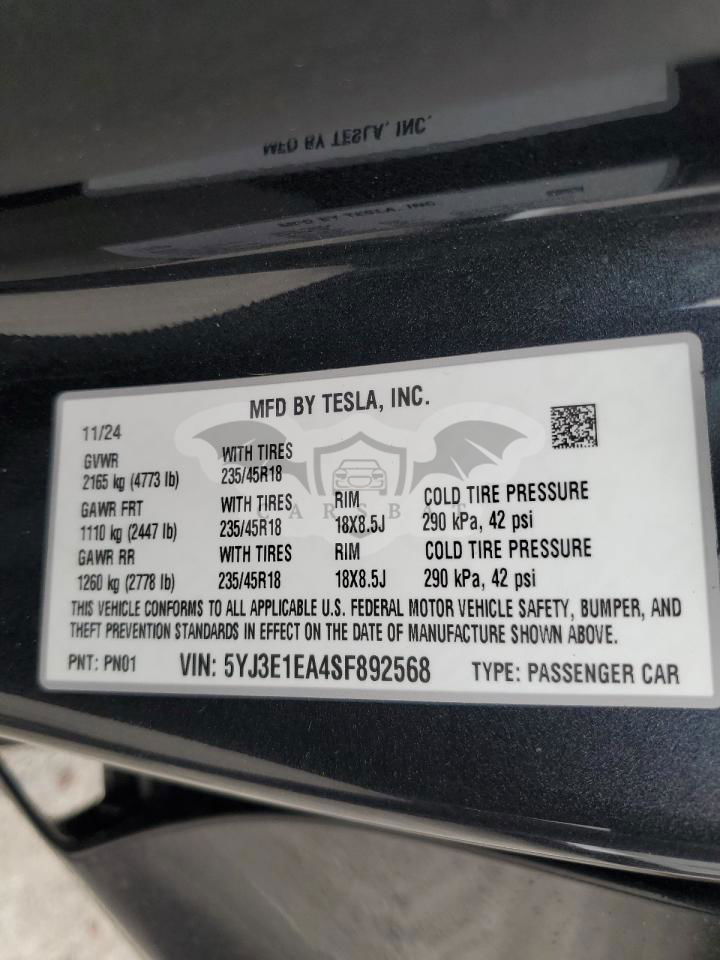 MFD BY TESLA, INC.
MFD BY TESLA, INC.
MFD BY TESLA, INC.
11/24
GVWR WITH TIRES
2165 kg (4773 lb) 235/45R18
GAWR FRT WITH TIRES RIM COLD TIRE PRESSURE
1110 kg (2447 lb) 235/45R18 18X8.5J 290 kPa, 42 psi
GAWR RR WITH TIRES RIM COLD TIRE PRESSURE
1260 kg (2778 lb) 235/45R18 18X8.5J 290 kPa, 42 psi
THIS VEHICLE CONFORMS TO ALL APPLICABLE U.S. FEDERAL MOTOR VEHICLE SAFETY, BUMPER, AND
THEFT PREVENTION STANDARDS IN EFFECT ON THE DATE OF MANUFACTURE SHOWN ABOVE.
PNT: PN01 VIN: 5YJ3E1EA4SF892568 TYPE: PASSENGER CAR
CARSBAT